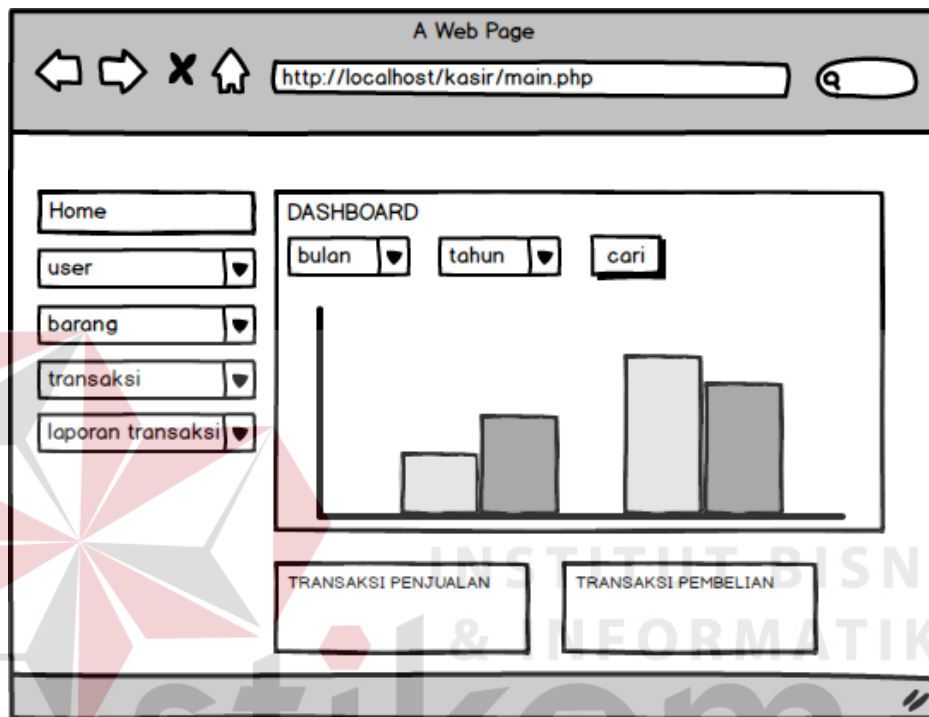 A Web Page
http://localhost/kasir/main.php
Home
user
barang
transaksi
laporan transaksi
DASHBOARD
bulan
tahun
cari
TRANSAKSI PENJUALAN
TRANSAKSI PEMBELIAN
INSTITUT BISN
& INFORMATIK
stikom